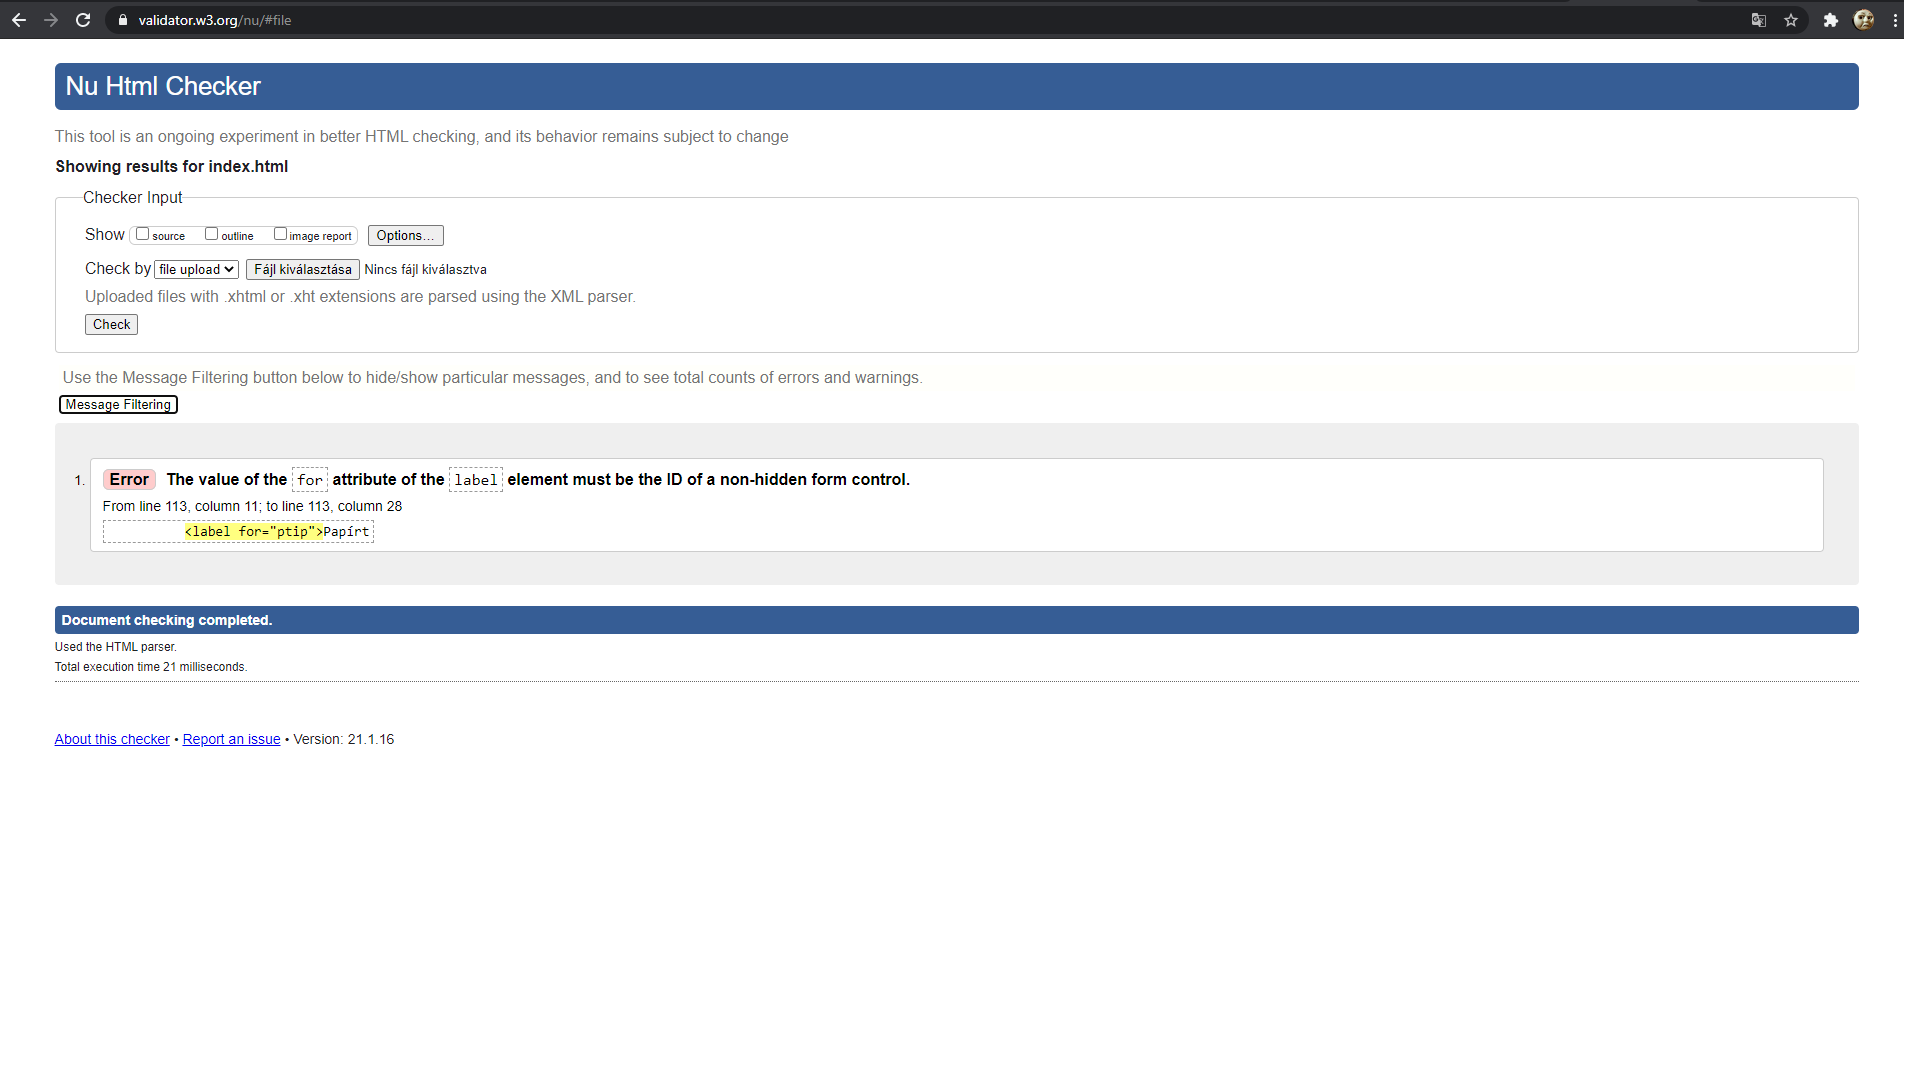 validator.w3.org/nu/#file
Nu Html Checker
This tool is an ongoing experiment in better HTML checking, and its behavior remains subject to change
Showing results for index.html
Checker Input
Show source outline image report Options...
Check by file upload Fájl kiválasztása Nincs fájl kiválasztva
Uploaded files with .xhtml or .xht extensions are parsed using the XML parser.
Check
Use the Message Filtering button below to hide/show particular messages, and to see total counts of errors and warnings.
Message Filtering
1. Error The value of the for attribute of the label element must be the ID of a non-hidden form control.
From line 113, column 11; to line 113, column 28
<label for="ptip">Papírt
Document checking completed.
Used the HTML parser.
Total execution time 21 milliseconds.
About this checker • Report an issue • Version: 21.1.16